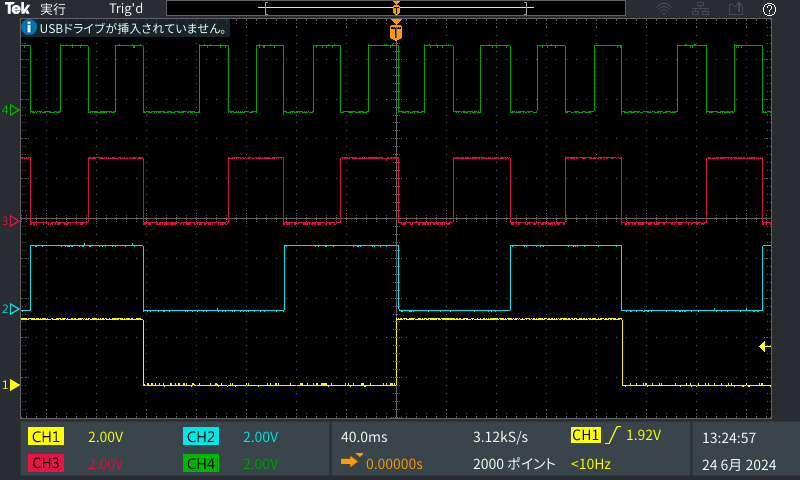 Tek 実行 Trig'd
T
?
i USBドライブが挿入されていません。
T
4
3
2
1
CH1 2.00V CH2 2.00V 40.0ms 3.12kS/s CH1 1.92V 13:24:57
CH3 2.00V CH4 2.00V 0.00000s 2000 ポイント <10Hz 24 6月 2024